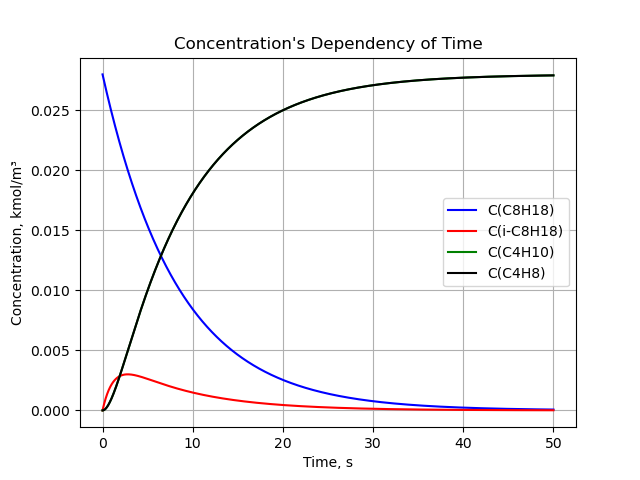 Concentration's Dependency of Time
Concentration, kmol/m³
0.025
0.020
0.015
0.010
0.005
0.000
C(C8H18)
C(i-C8H18)
C(C4H10)
C(C4H8)
0 10 20 30 40 50
Time, s